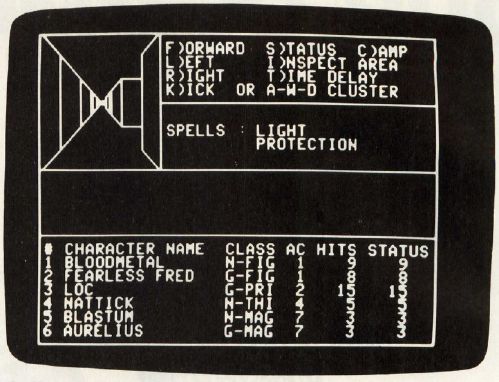 F)ORWARD S)TATUS C)AMP
L)EFT I)NSPECT AREA
R)IGHT T)IME DELAY
K)ICK OR A-W-D CLUSTER
SPELLS : LIGHT
PROTECTION
# CHARACTER NAME CLASS AC HITS STATUS
1 BLOODMETAL N-FIG 1 9 9
2 FEARLESS FRED G-FIG 1 8 8
3 LOC G-PRI 2 15 15
4 NATTICK N-THI 4 5 5
5 BLASTUM N-MAG 7 3 3
6 AURELIUS G-MAG 7 3 3